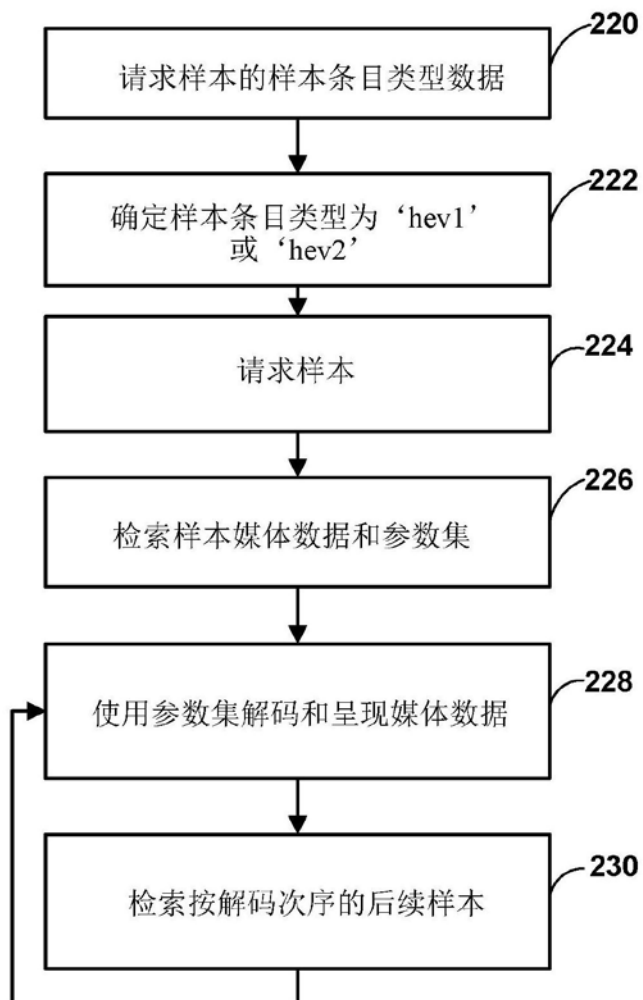 220
请求样本的样本条目类型数据
222
确定样本条目类型为‘hev1’
或‘hev2’
224
请求样本
226
检索样本媒体数据和参数集
228
使用参数集解码和呈现媒体数据
230
检索按解码次序的后续样本